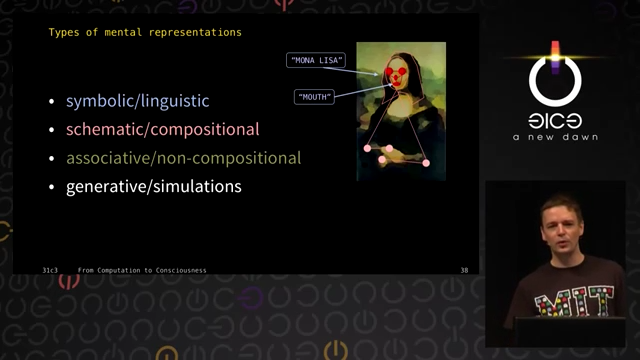 Types of mental representations
"MONA LISA"
"MOUTH"
• symbolic/linguistic
• schematic/compositional
• associative/non-compositional
• generative/simulations
31c3 From Computation to Consciousness 38
a new dawn
MIT